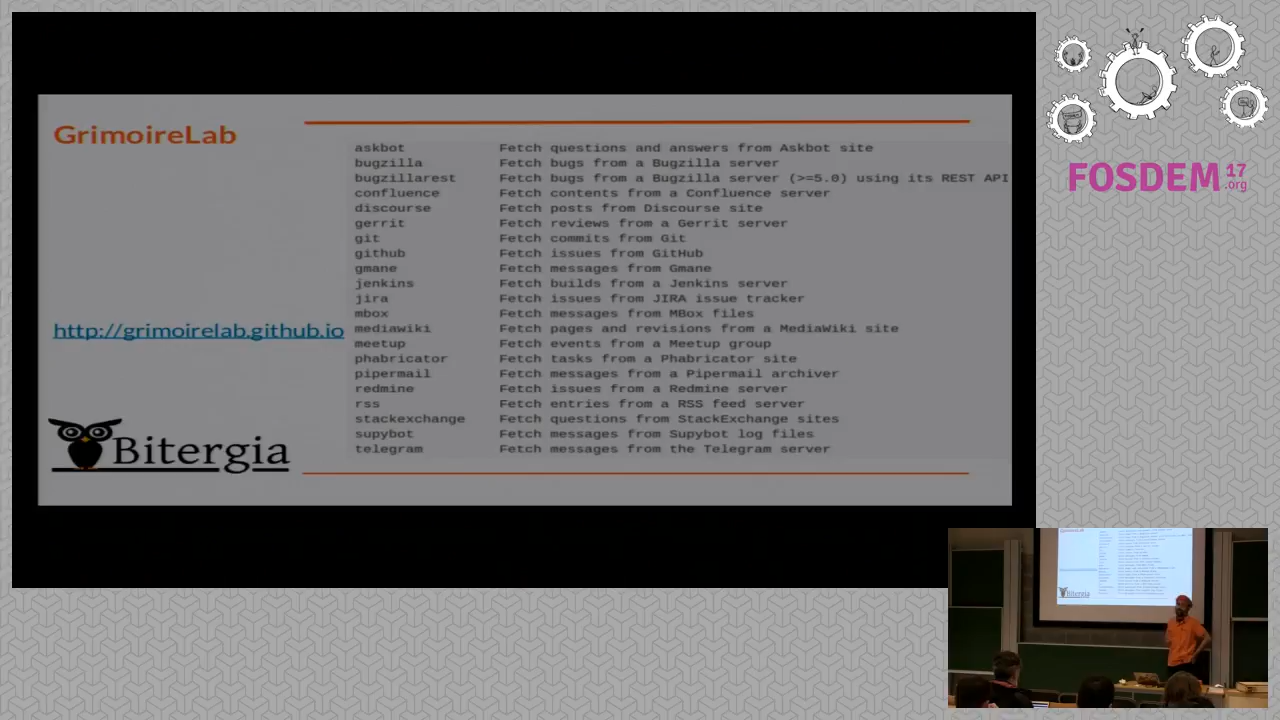 GrimoireLab
askbot Fetch questions and answers from Askbot site
bugzilla Fetch bugs from a Bugzilla server
bugzillarest Fetch bugs from a Bugzilla server (>=5.0) using its REST API
confluence Fetch contents from a Confluence server
discourse Fetch posts from Discourse site
gerrit Fetch reviews from a Gerrit server
git Fetch commits from Git
github Fetch issues from GitHub
gmane Fetch messages from Gmane
jenkins Fetch builds from a Jenkins server
jira Fetch issues from JIRA issue tracker
mbox Fetch messages from MBox files
http://grimoirelab.github.io
mediawiki Fetch pages and revisions from a MediaWiki site
meetup Fetch events from a Meetup group
phabricator Fetch tasks from a Phabricator site
pipermail Fetch messages from a Pipermail archiver
redmine Fetch issues from a Redmine server
rss Fetch entries from a RSS feed server
stackexchange Fetch questions from StackExchange sites
supybot Fetch messages from Supybot log files
telegram Fetch messages from the Telegram server
Bitergia
FOSDEM 17
.org
Bitergia